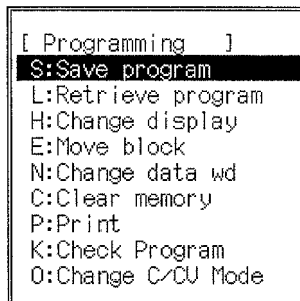 [ Programming ]
S:Save program
L:Retrieve program
H:Change display
E:Move block
N:Change data wd
C:Clear memory
P:Print
K:Check Program
O:Change C/CV Mode